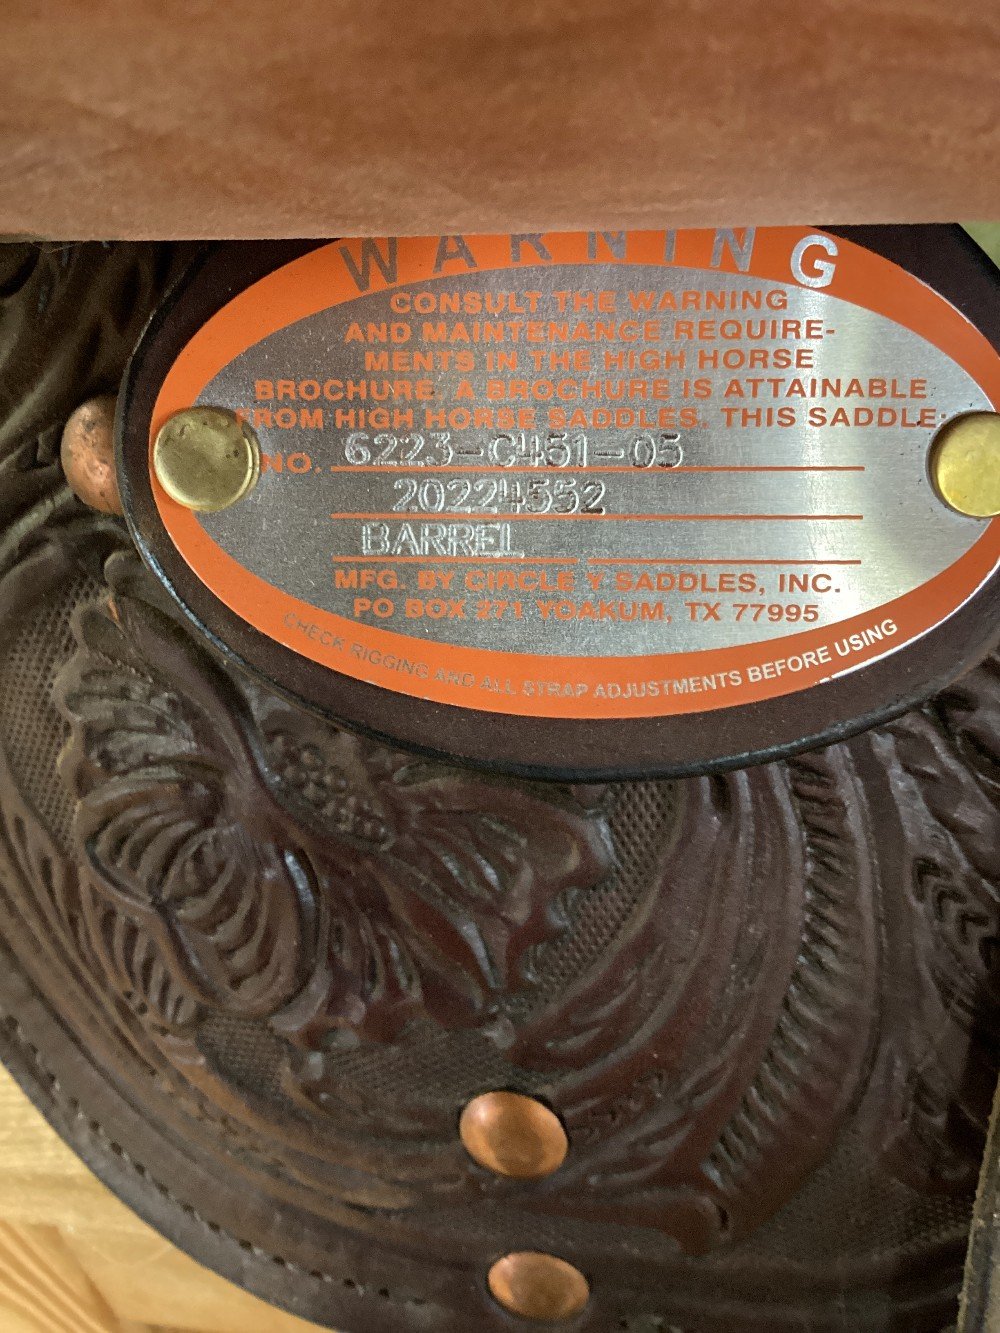 WARNING
CONSULT THE WARNING
AND MAINTENANCE REQUIRE-
MENTS IN THE HIGH HORSE
BROCHURE. A BROCHURE IS ATTAINABLE
FROM HIGH HORSE SADDLES. THIS SADDLE:
NO. 6223-C451-05
20224552
BARREL
MFG. BY CIRCLE Y SADDLES, INC.
PO BOX 271 YOAKUM, TX 77995
CHECK RIGGING AND ALL STRAP ADJUSTMENTS BEFORE USING